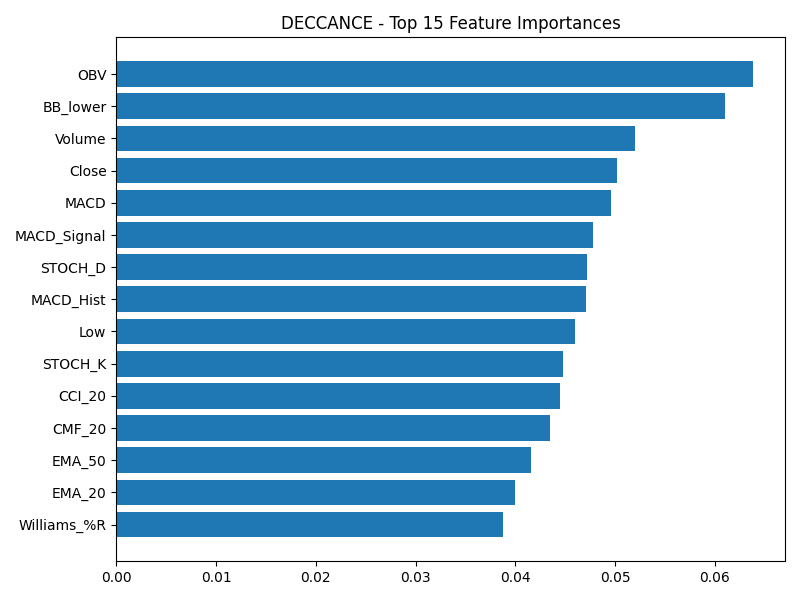 DECCANCE - Top 15 Feature Importances
OBV
BB_lower
Volume
Close
MACD
MACD_Signal
STOCH_D
MACD_Hist
Low
STOCH_K
CCI_20
CMF_20
EMA_50
EMA_20
Williams_%R
0.00 0.01 0.02 0.03 0.04 0.05 0.06